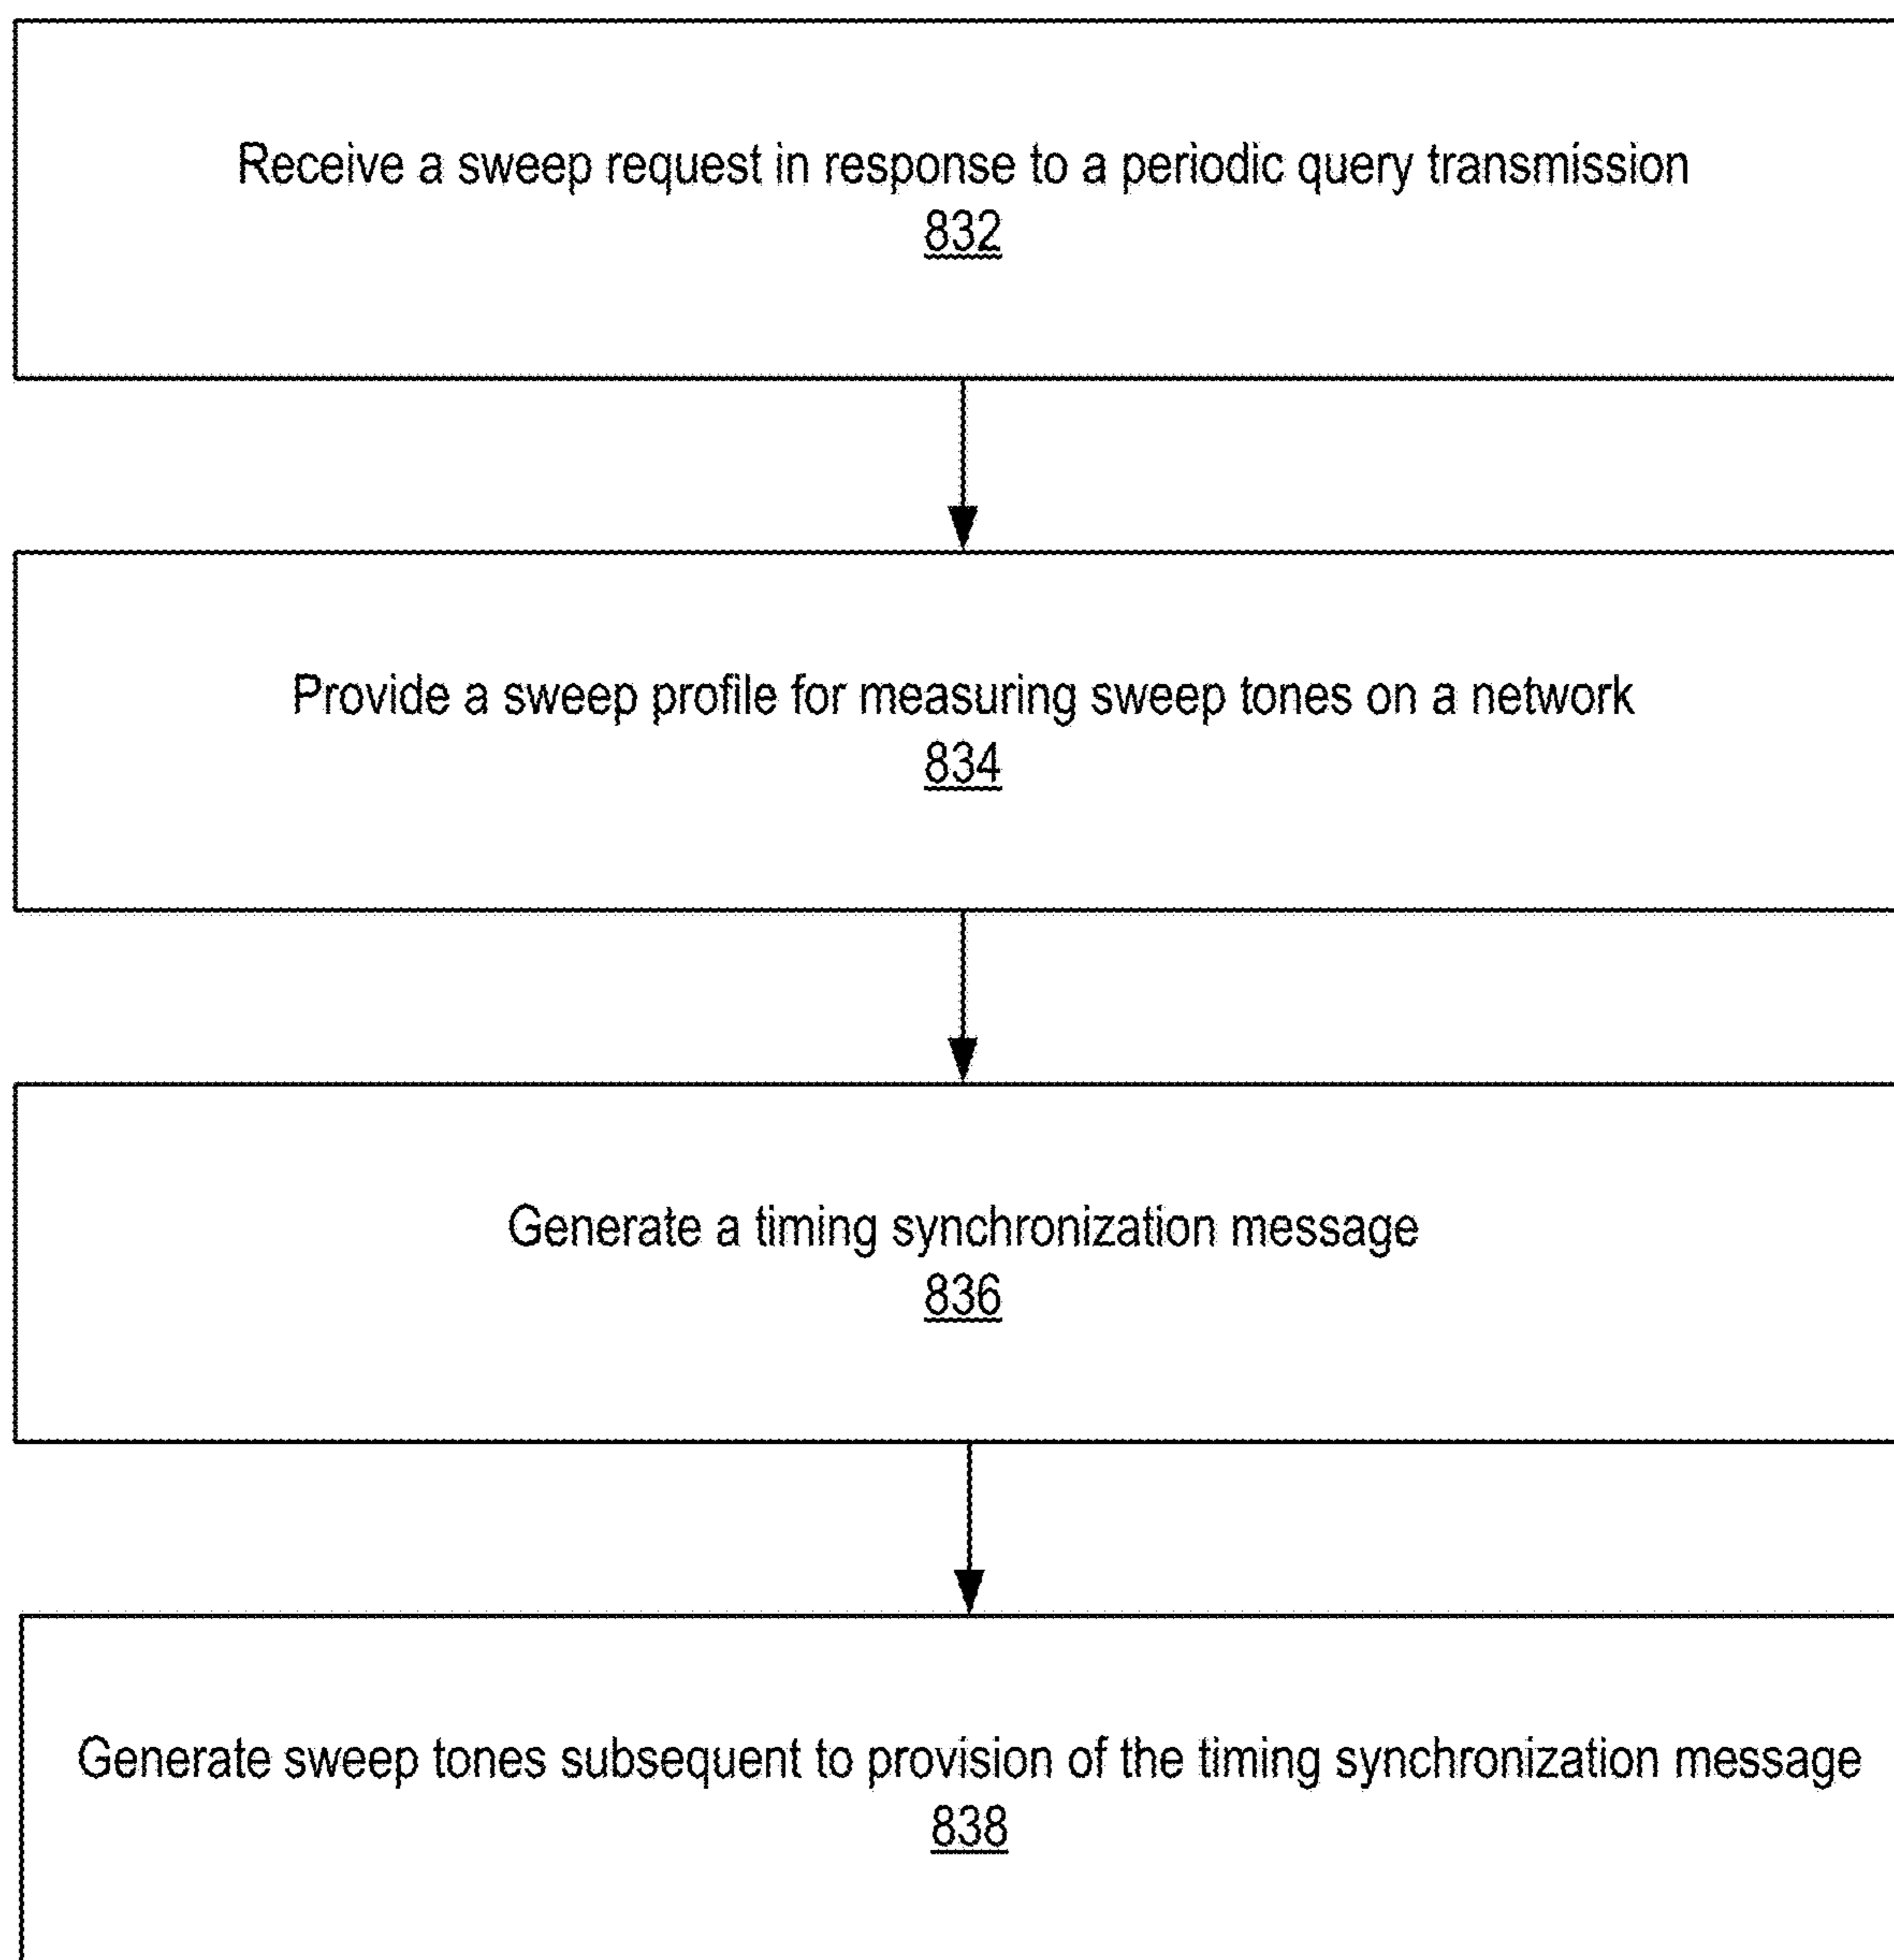 Receive a sweep request in response to a periodic query transmission
832
Provide a sweep profile for measuring sweep tones on a network
834
Generate a timing synchronization message
836
Generate sweep tones subsequent to provision of the timing synchronization message
838